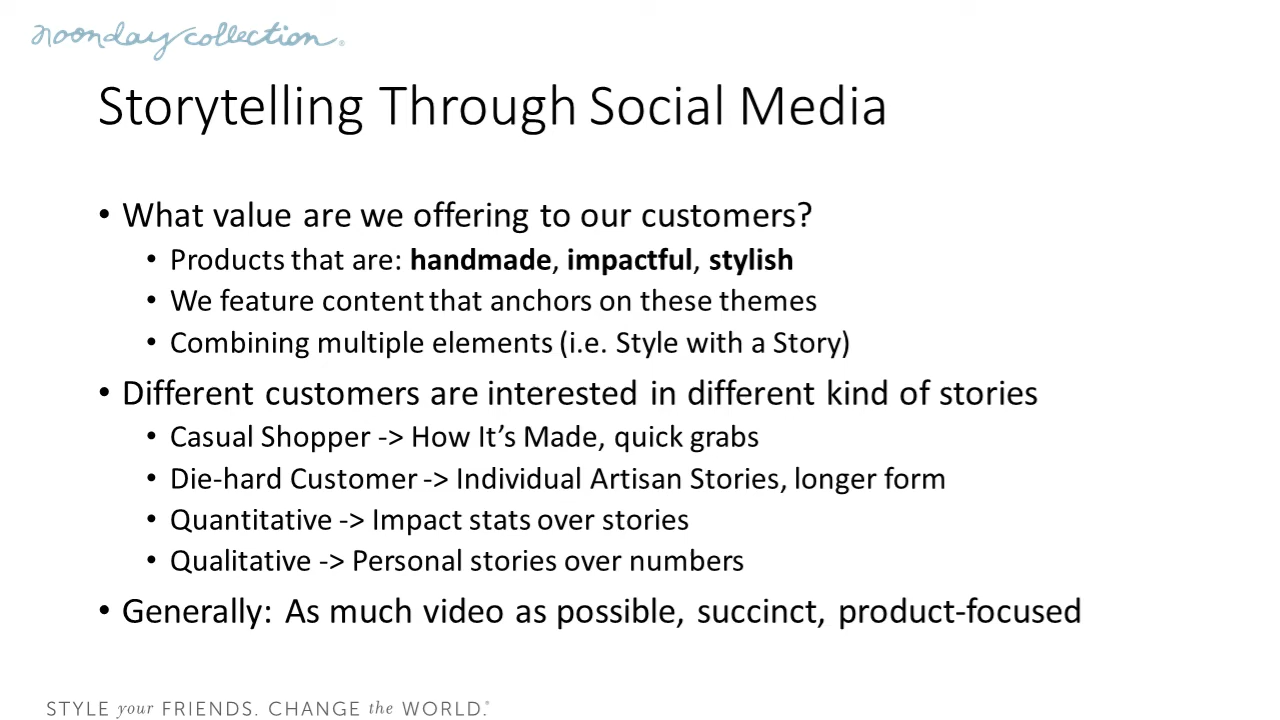 noonday collection®
Storytelling Through Social Media
• What value are we offering to our customers?
• Products that are: handmade, impactful, stylish
• We feature content that anchors on these themes
• Combining multiple elements (i.e. Style with a Story)
• Different customers are interested in different kind of stories
• Casual Shopper -> How It’s Made, quick grabs
• Die-hard Customer -> Individual Artisan Stories, longer form
• Quantitative -> Impact stats over stories
• Qualitative -> Personal stories over numbers
• Generally: As much video as possible, succinct, product-focused
STYLE your FRIENDS. CHANGE the WORLD.®